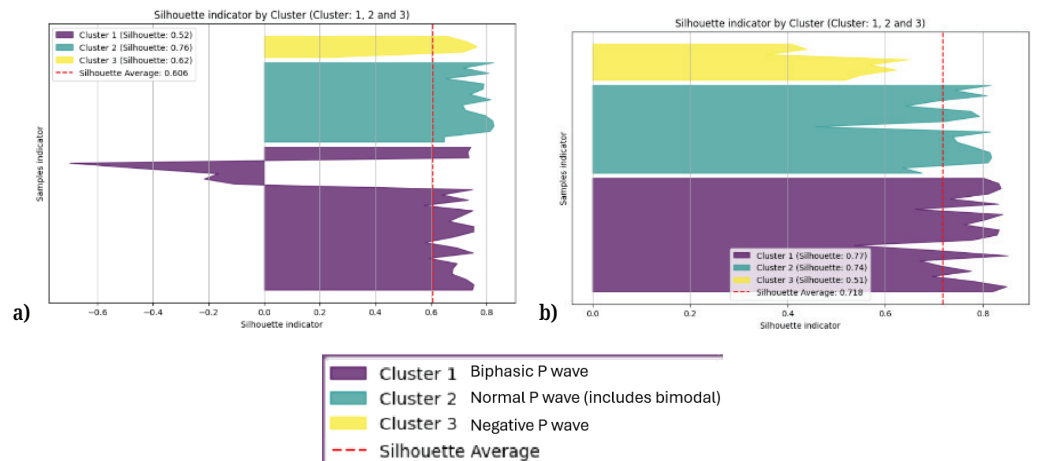 Silhouette indicator by Cluster (Cluster: 1, 2 and 3)
Cluster 1 (Silhouette: 0.52)
Cluster 2 (Silhouette: 0.76)
Cluster 3 (Silhouette: 0.62)
Silhouette Average: 0.606
Samples indicator
−0.6 −0.4 −0.2 0.0 0.2 0.4 0.6 0.8
Silhouette indicator
a)
Silhouette indicator by Cluster (Cluster: 1, 2 and 3)
Samples indicator
Cluster 1 (Silhouette: 0.77)
Cluster 2 (Silhouette: 0.74)
Cluster 3 (Silhouette: 0.51)
Silhouette Average: 0.718
0.0 0.2 0.4 0.6 0.8
Silhouette indicator
b)
Cluster 1 Biphasic P wave
Cluster 2 Normal P wave (includes bimodal)
Cluster 3 Negative P wave
Silhouette Average